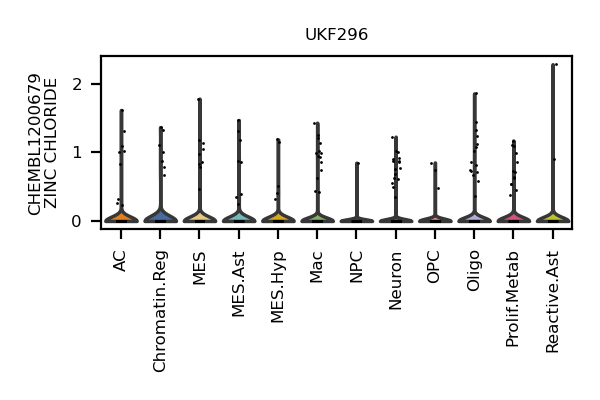 UKF296
CHEMBL1200679
ZINC CHLORIDE
2
1
0
AC
Chromatin.Reg
MES
MES.Ast
MES.Hyp
Mac
NPC
Neuron
OPC
Oligo
Prolif.Metab
Reactive.Ast